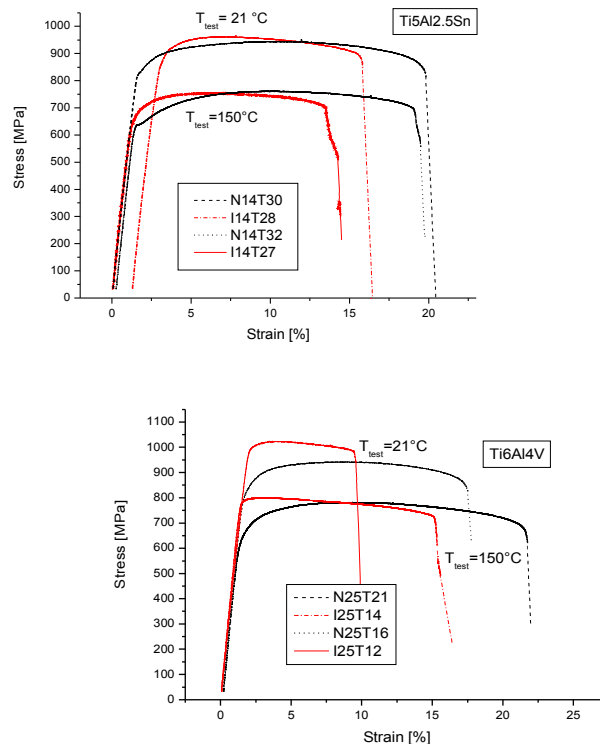 T_test= 21 °C
Ti5Al2.5Sn
1000
900
800
700
600
500
400
300
200
100
0
T_test=150°C
N14T30
I14T28
N14T32
I14T27
0 5 10 15 20
Stress [MPa]
Strain [%]
1100
1000
900
800
700
600
500
400
300
200
100
0
T_test=21°C
Ti6Al4V
T_test=150°C
N25T21
I25T14
N25T16
I25T12
0 5 10 15 20 25
Stress [MPa]
Strain [%]